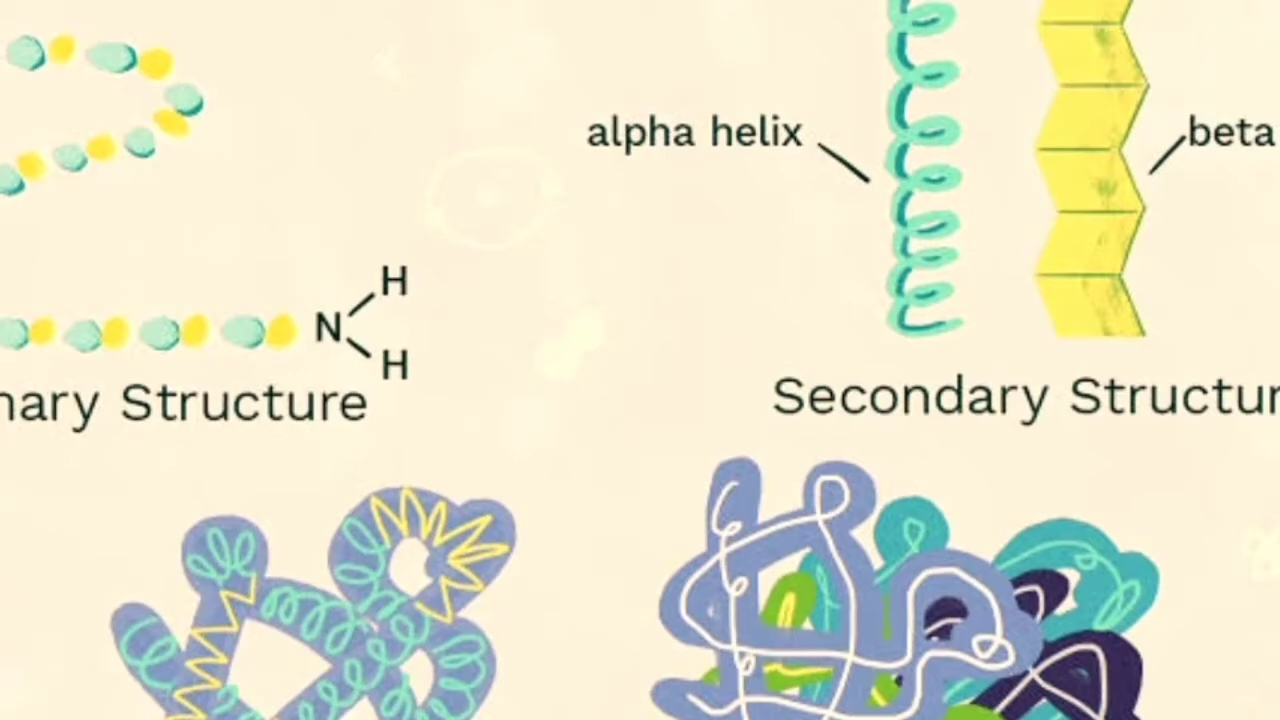 alpha helix
beta
H
N
H
nary Structure
Secondary Structur